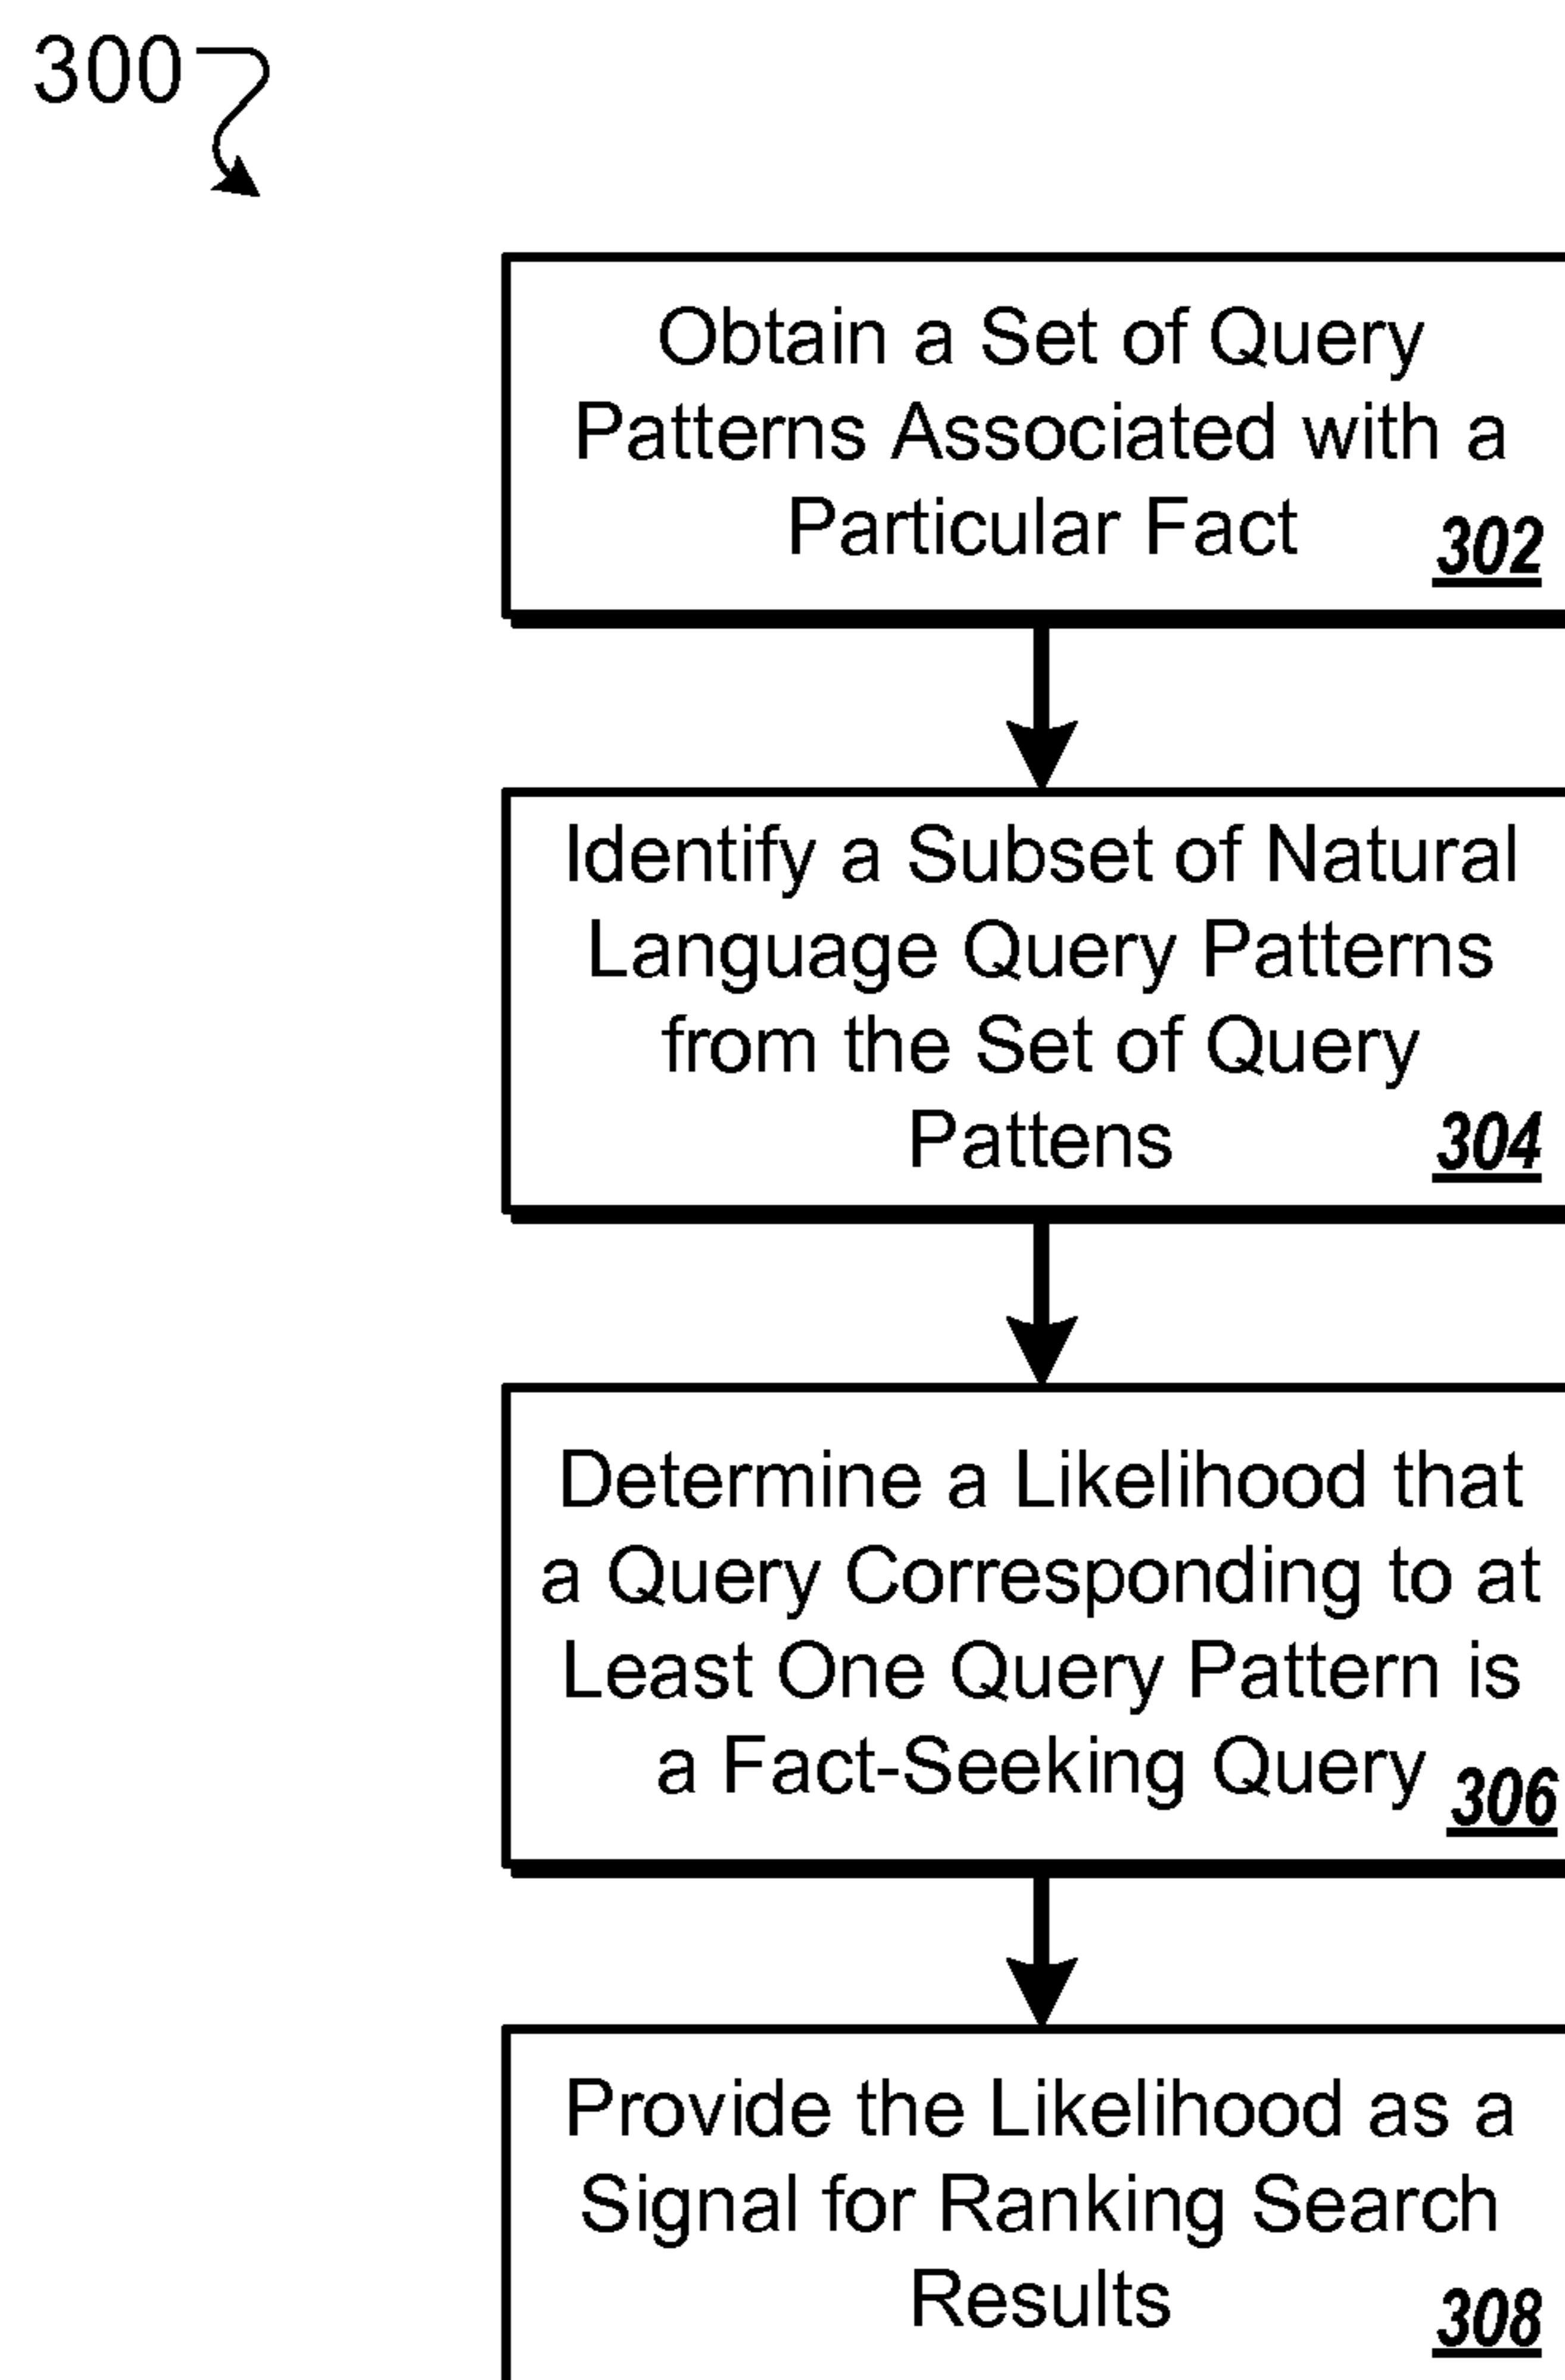 300
Obtain a Set of Query
Patterns Associated with a
Particular Fact
302
Identify a Subset of Natural
Language Query Patterns
from the Set of Query
Pattens
304
Determine a Likelihood that
a Query Corresponding to at
Least One Query Pattern is
a Fact-Seeking Query
306
Provide the Likelihood as a
Signal for Ranking Search
Results
308